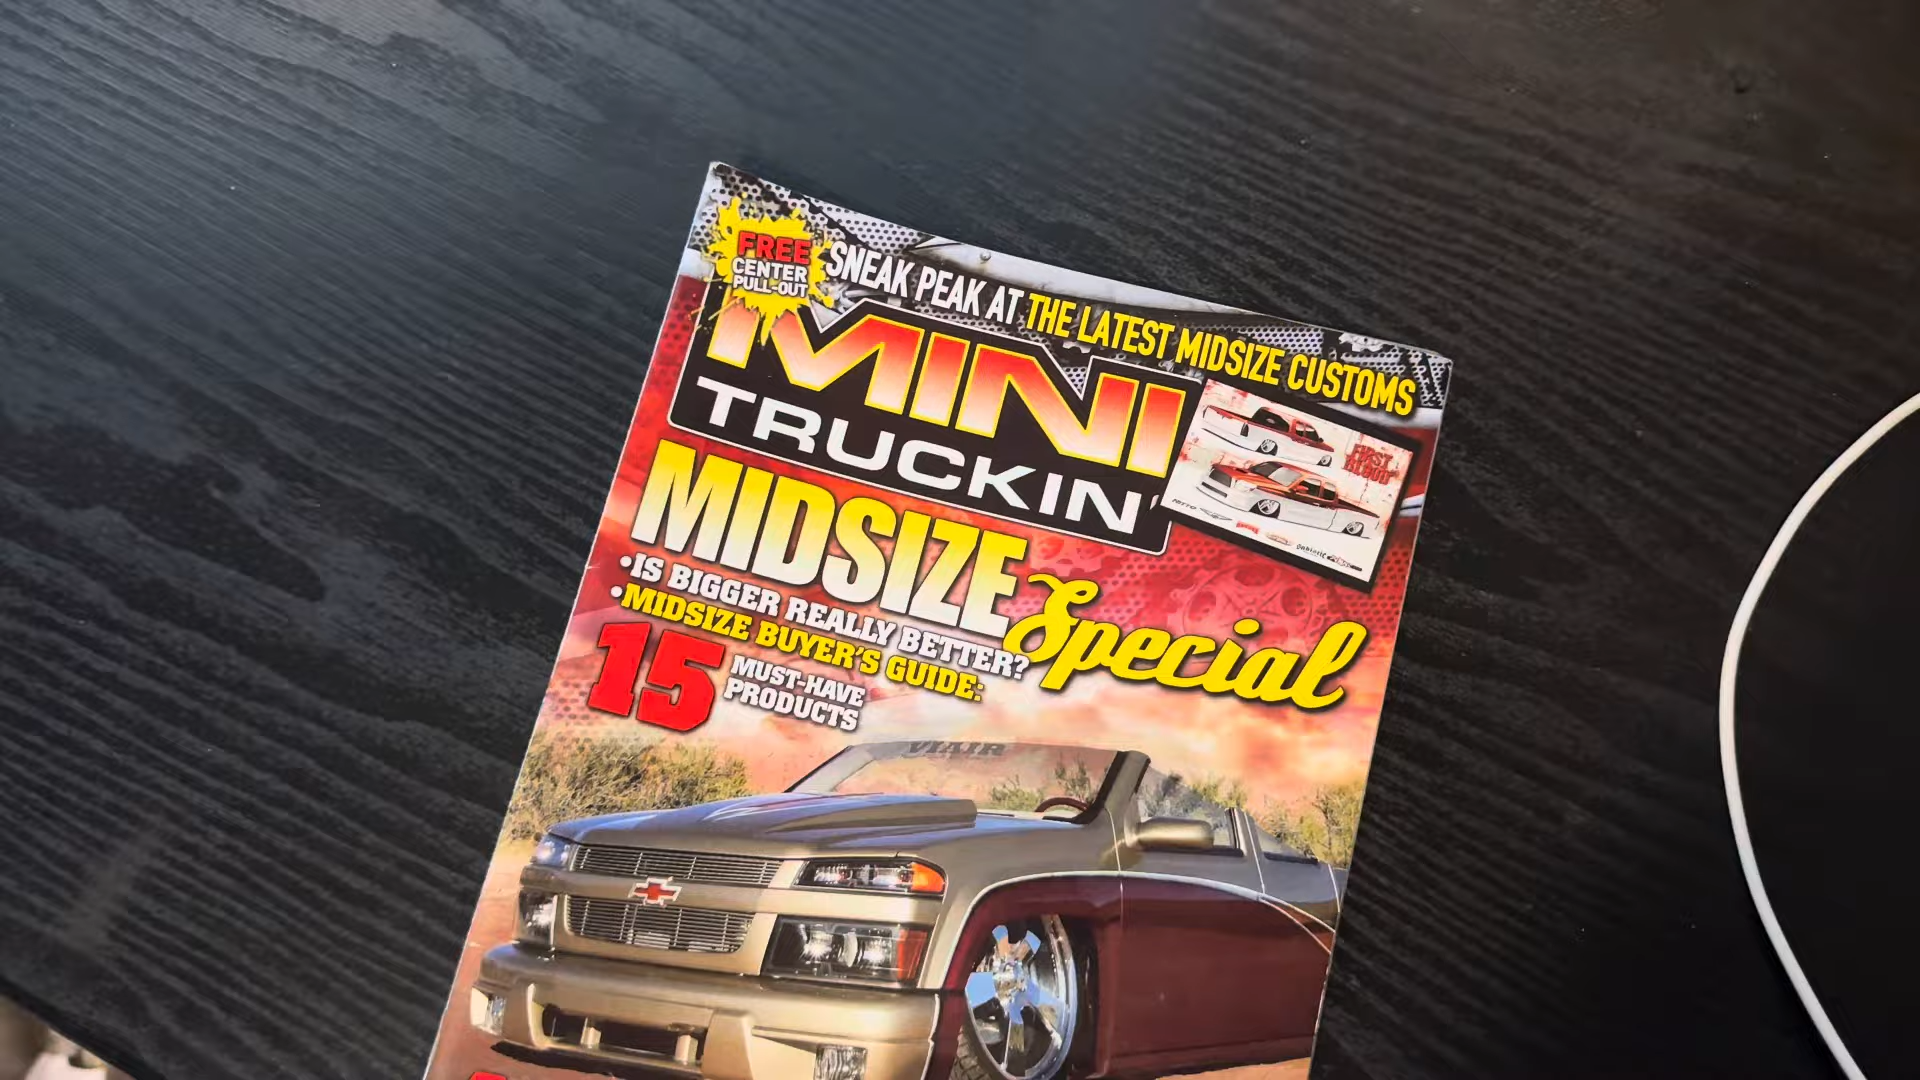 FREE
CENTER
PULL-OUT
SNEAK PEAK AT THE LATEST MIDSIZE CUSTOMS
MINI
TRUCKIN'
FIRST
BLOOD
NITTO
MIDSIZE
Special
•IS BIGGER REALLY BETTER?
•MIDSIZE BUYER'S GUIDE:
15
MUST-HAVE
PRODUCTS
VIAIR